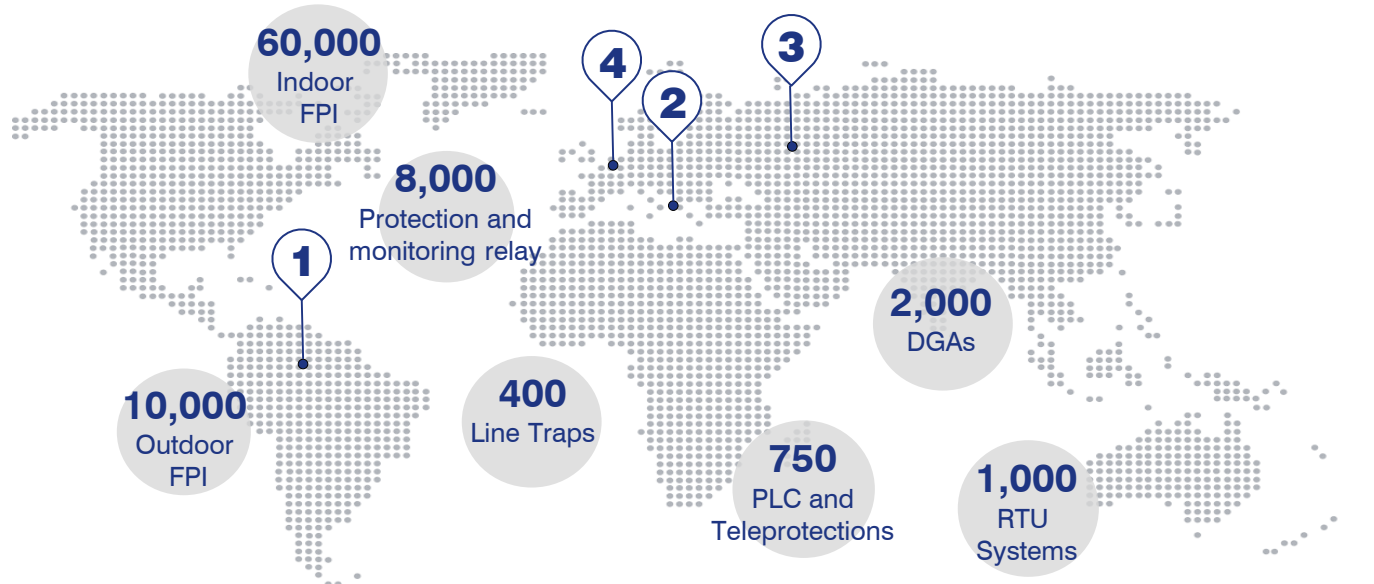 60,000
Indoor
FPI
4
3
2
8,000
Protection and
monitoring relay
1
2,000
DGAs
10,000
Outdoor
FPI
400
Line Traps
750
PLC and
Teleprotections
1,000
RTU
Systems